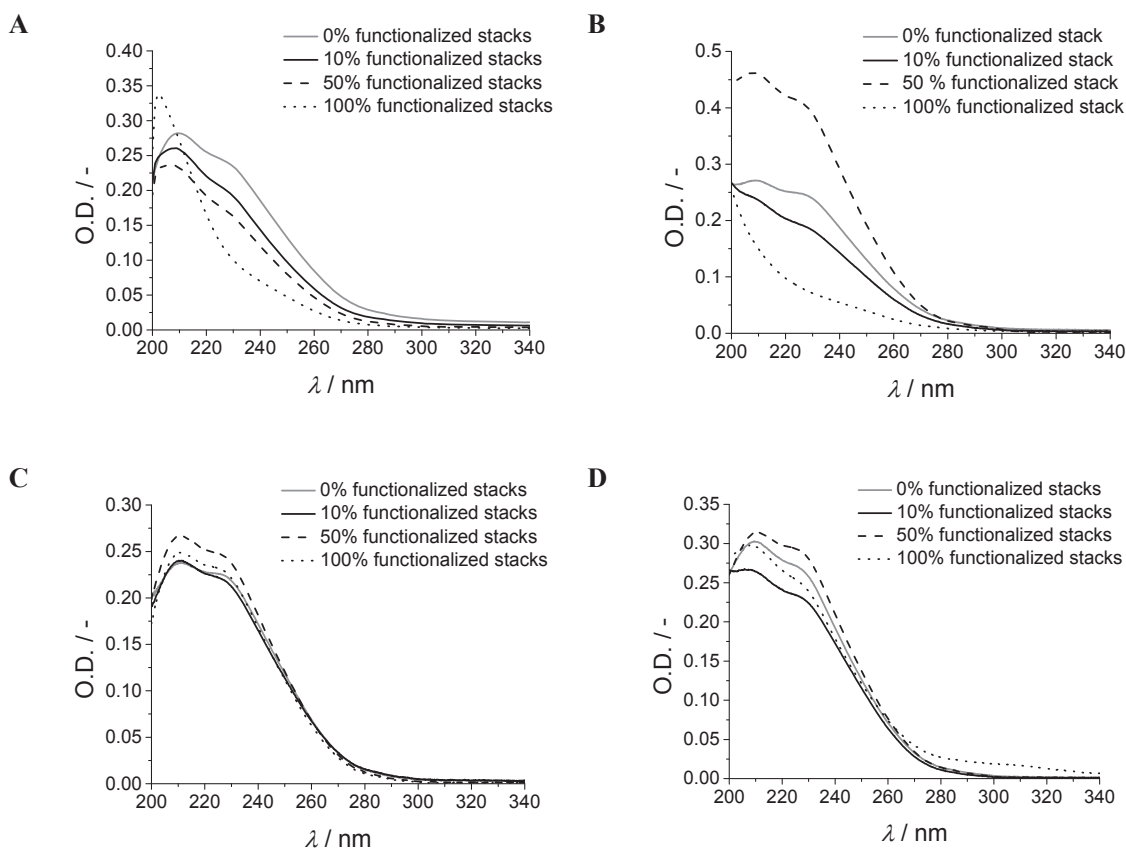 A
0% functionalized stacks
10% functionalized stacks
50% functionalized stacks
100% functionalized stacks
0.40
0.35
0.30
0.25
0.20
0.15
0.10
0.05
0.00
O.D. / -
200 220 240 260 280 300 320 340
λ / nm
B
0% functionalized stack
10% functionalized stack
50 % functionalized stack
100% functionalized stack
0.5
0.4
0.3
0.2
0.1
0.0
O.D. / -
200 220 240 260 280 300 320 340
λ / nm
C
0% functionalized stacks
10% functionalized stacks
50% functionalized stacks
100% functionalized stacks
0.30
0.25
0.20
0.15
0.10
0.05
0.00
O.D. / -
200 220 240 260 280 300 320 340
λ / nm
D
0% functionalized stacks
10% functionalized stacks
50% functionalized stacks
100% functionalized stacks
0.35
0.30
0.25
0.20
0.15
0.10
0.05
0.00
O.D. / -
200 220 240 260 280 300 320 340
λ / nm